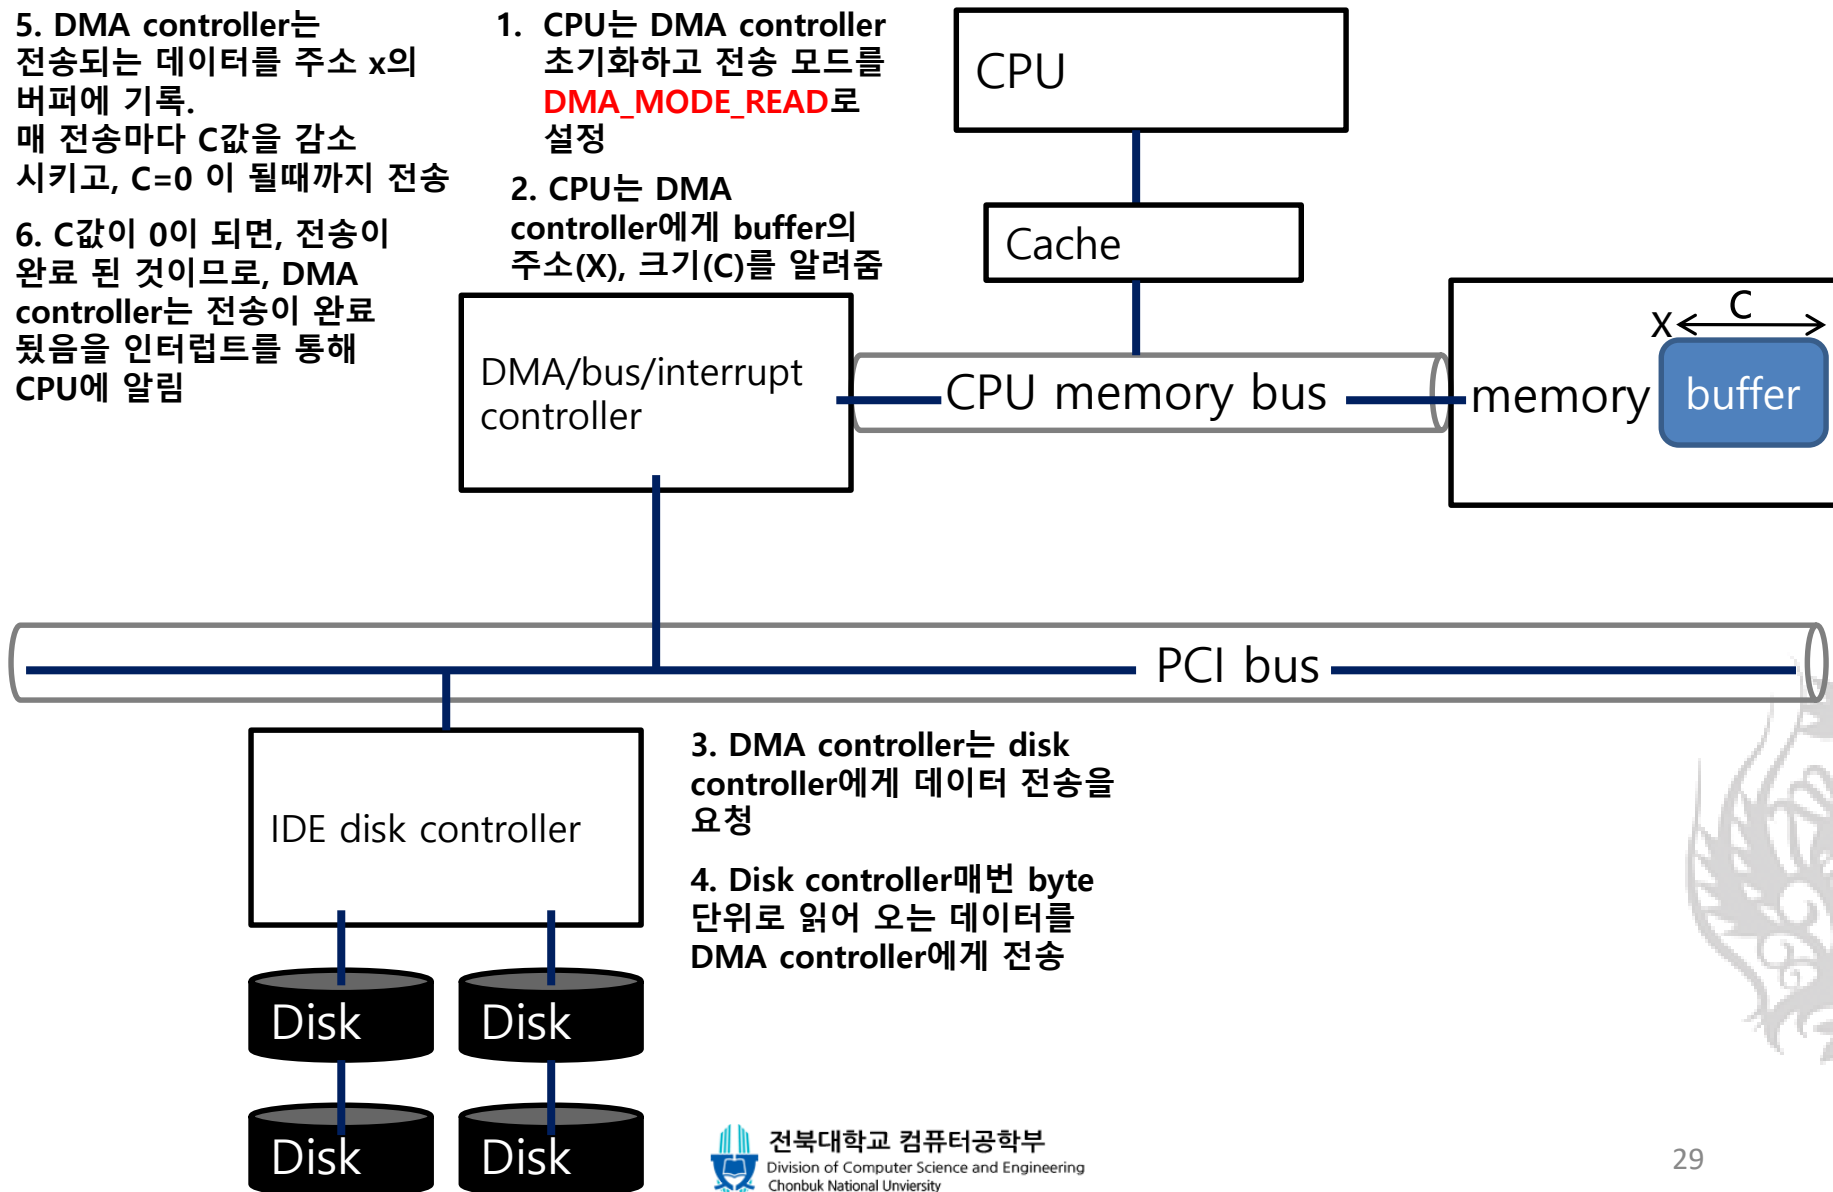 5. DMA controller는
전송되는 데이터를 주소 x의
버퍼에 기록.
매 전송마다 C값을 감소
시키고, C=0 이 될때까지 전송
6. C값이 0이 되면, 전송이
완료 된 것이므로, DMA
controller는 전송이 완료
됬음을 인터럽트를 통해
CPU에 알림
1. CPU는 DMA controller
초기화하고 전송 모드를
DMA_MODE_READ로
설정
2. CPU는 DMA
controller에게 buffer의
주소(X), 크기(C)를 알려줌
CPU
Cache
DMA/bus/interrupt
controller
CPU memory bus
memory
x
C
buffer
PCI bus
IDE disk controller
3. DMA controller는 disk
controller에게 데이터 전송을
요청
4. Disk controller매번 byte
단위로 읽어 오는 데이터를
DMA controller에게 전송
Disk
Disk
Disk
Disk
전북대학교 컴퓨터공학부
Division of Computer Science and Engineering
Chonbuk National Unviersity
29